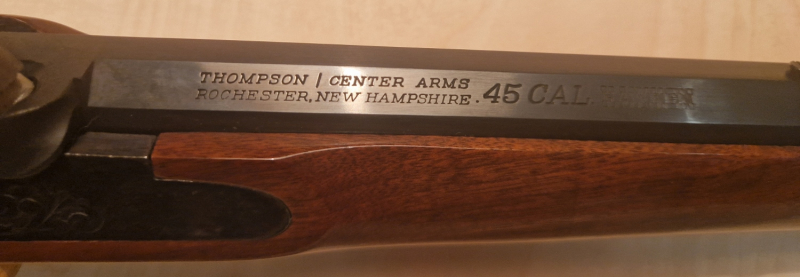 THOMPSON / CENTER ARMS
ROCHESTER, NEW HAMPSHIRE .45 CAL.